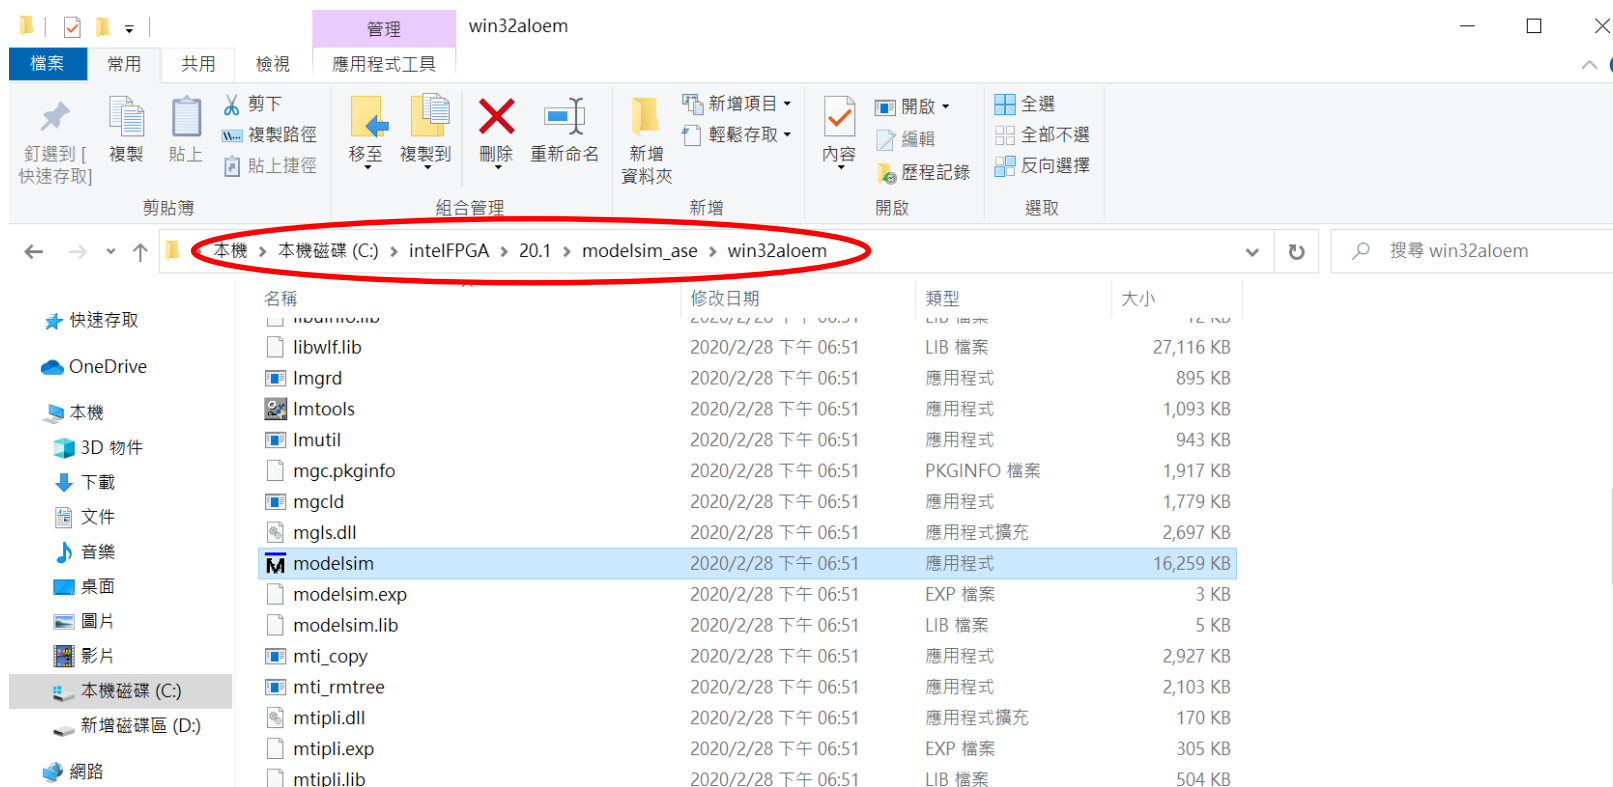 管理
win32aloem
檔案 常用 共用 檢視 應用程式工具
釘選到 [
快速存取]
複製
貼上
剪下
複製路徑
貼上捷徑
剪貼簿
移至
複製到
刪除
重新命名
組合管理
新增
資料夾
新增項目
輕鬆存取
新增
內容
開啟
編輯
歷程記錄
開啟
全選
全部不選
反向選擇
選取
本機 > 本機磁碟 (C:) > intelFPGA > 20.1 > modelsim_ase > win32aloem
搜尋 win32aloem
快速存取
OneDrive
本機
3D 物件
下載
文件
音樂
桌面
圖片
影片
本機磁碟 (C:)
新增磁碟區 (D:)
網路
名稱 修改日期 類型 大小
libwlf.lib 2020/2/28 下午 06:51 LIB 檔案 27,116 KB
lmgrd 2020/2/28 下午 06:51 應用程式 895 KB
lmtools 2020/2/28 下午 06:51 應用程式 1,093 KB
lmutil 2020/2/28 下午 06:51 應用程式 943 KB
mgc.pkginfo 2020/2/28 下午 06:51 PKGINFO 檔案 1,917 KB
mgcld 2020/2/28 下午 06:51 應用程式 1,779 KB
mgls.dll 2020/2/28 下午 06:51 應用程式擴充 2,697 KB
modelsim 2020/2/28 下午 06:51 應用程式 16,259 KB
modelsim.exp 2020/2/28 下午 06:51 EXP 檔案 3 KB
modelsim.lib 2020/2/28 下午 06:51 LIB 檔案 5 KB
mti_copy 2020/2/28 下午 06:51 應用程式 2,927 KB
mti_rmtree 2020/2/28 下午 06:51 應用程式 2,103 KB
mtipli.dll 2020/2/28 下午 06:51 應用程式擴充 170 KB
mtipli.exp 2020/2/28 下午 06:51 EXP 檔案 305 KB
mtipli.lib 2020/2/28 下午 06:51 LIB 檔案 504 KB